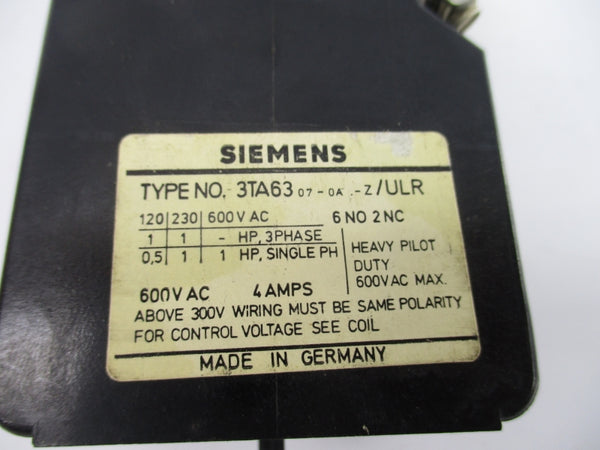 SIEMENS
TYPE NO. 3TA63 07-0A .-Z/ULR
120 230 600V AC 6 NO 2 NC
1 1 - HP, 3PHASE
0,5 1 1 HP, SINGLE PH
HEAVY PILOT
DUTY
600VAC MAX.
600V AC 4 AMPS
ABOVE 300V WIRING MUST BE SAME POLARITY
FOR CONTROL VOLTAGE SEE COIL
MADE IN GERMANY